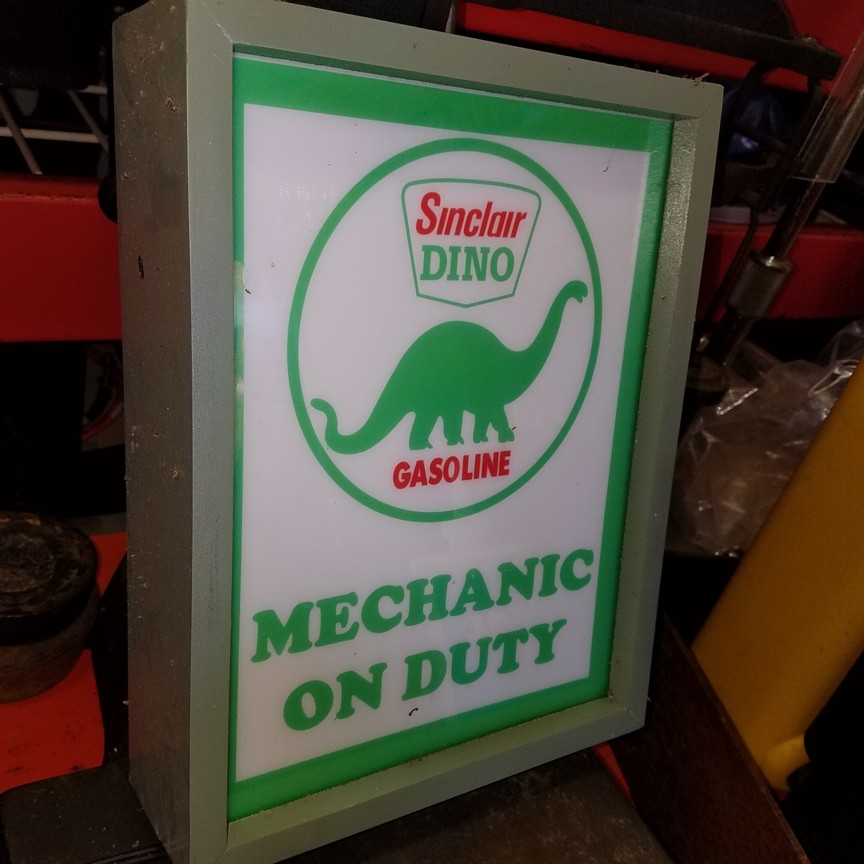 Sinclair
DINO
GASOLINE
MECHANIC
ON DUTY